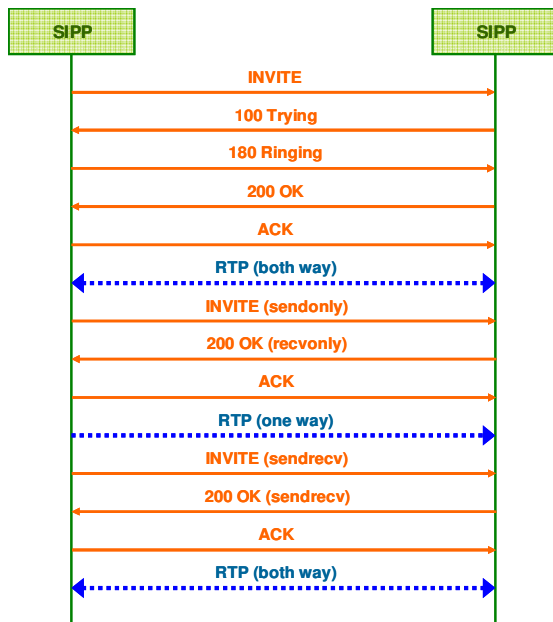 SIPP
SIPP
INVITE
100 Trying
180 Ringing
200 OK
ACK
RTP (both way)
INVITE (sendonly)
200 OK (recvonly)
ACK
RTP (one way)
INVITE (sendrecv)
200 OK (sendrecv)
ACK
RTP (both way)